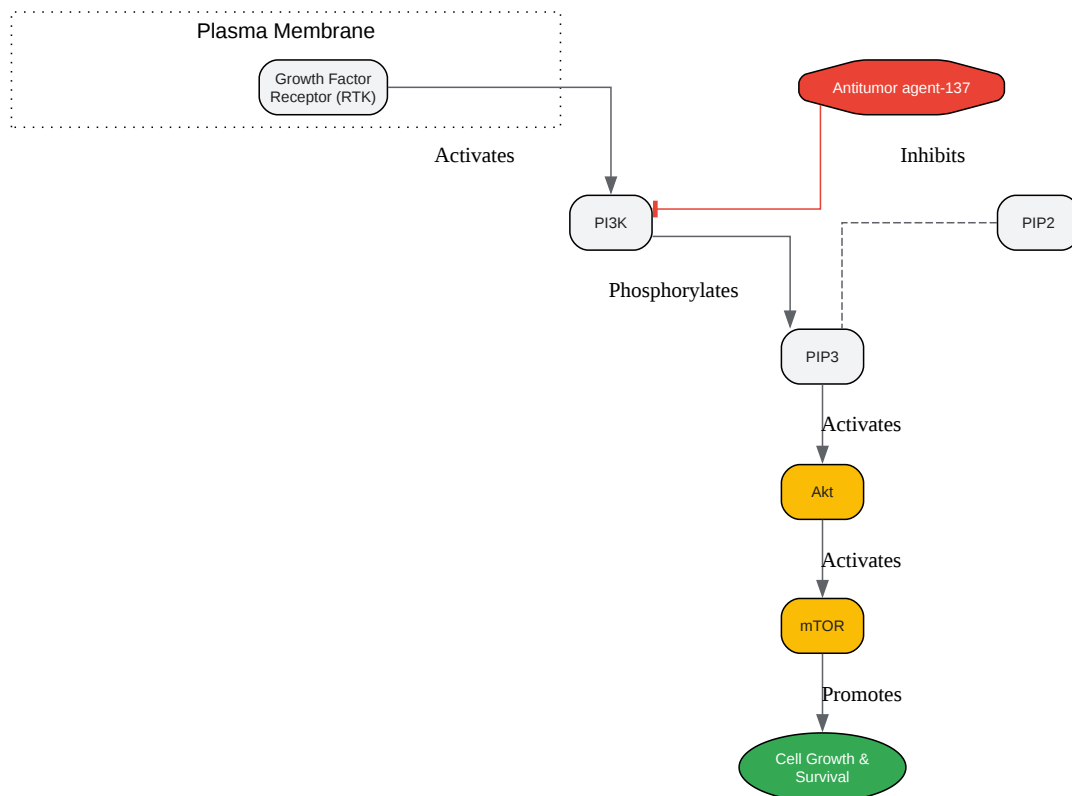 Plasma Membrane
Growth Factor
Receptor (RTK)
Antitumor agent-137
Activates
Inhibits
PI3K
PIP2
Phosphorylates
PIP3
Activates
Akt
Activates
mTOR
Promotes
Cell Growth &
Survival